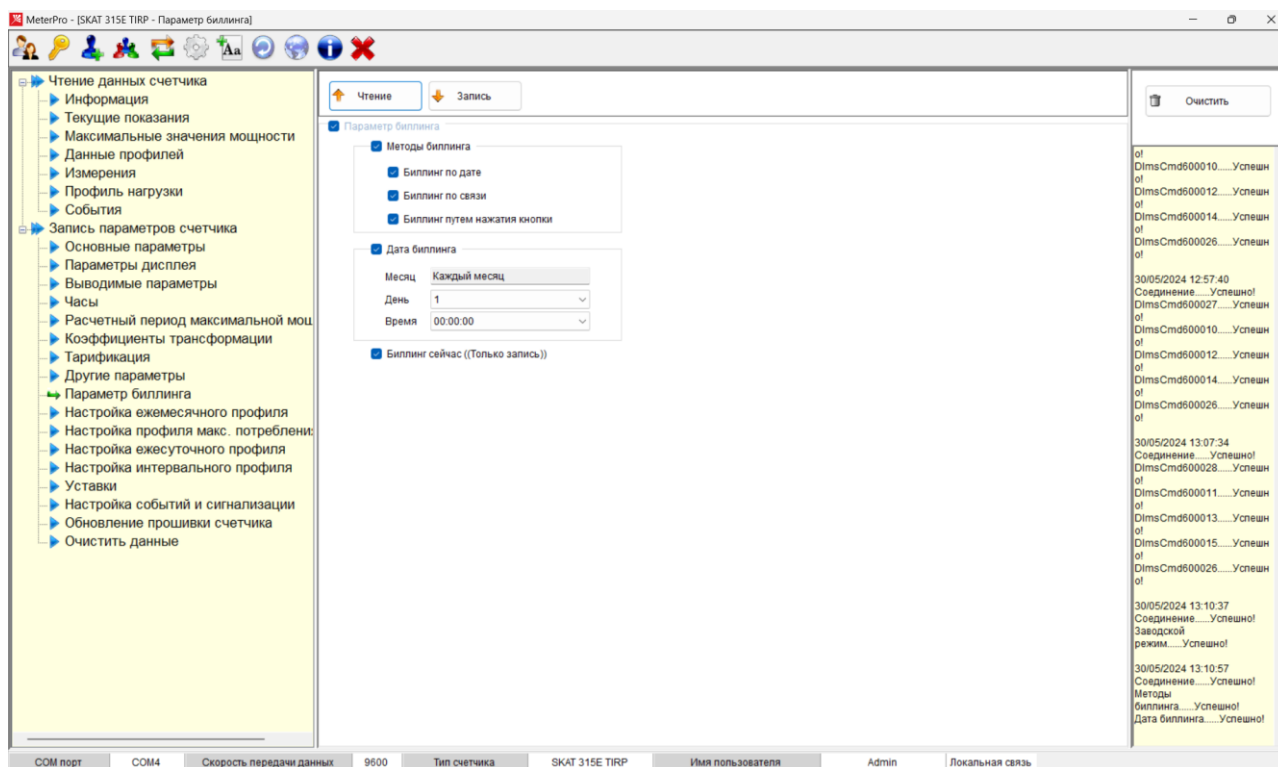 MeterPro - [SKAT 315E TIRP - Параметр биллинга]
Aa
Чтение данных счетчика
Информация
Текущие показания
Максимальные значения мощности
Данные профилей
Измерения
Профиль нагрузки
События
Запись параметров счетчика
Основные параметры
Параметры дисплея
Выводимые параметры
Часы
Расчетный период максимальной мощ
Коэффициенты трансформации
Тарификация
Другие параметры
Параметр биллинга
Настройка ежемесячного профиля
Настройка профиля макс. потреблени
Настройка ежесуточного профиля
Настройка интервального профиля
Уставки
Настройка событий и сигнализации
Обновление прошивки счетчика
Очистить данные
Чтение
Запись
Параметр биллинга
Методы биллинга
Биллинг по дате
Биллинг по связи
Биллинг путем нажатия кнопки
Дата биллинга
Месяц Каждый месяц
День 1
Время 00:00:00
Биллинг сейчас ((Только запись))
Очистить
о!
DlmsCmd600010......Успешн
о!
DlmsCmd600012......Успешн
о!
DlmsCmd600014......Успешн
о!
DlmsCmd600026......Успешн
о!
30/05/2024 12:57:40
Соединение......Успешно!
DlmsCmd600027......Успешн
о!
DlmsCmd600010......Успешн
о!
DlmsCmd600012......Успешн
о!
DlmsCmd600014......Успешн
о!
DlmsCmd600026......Успешн
о!
30/05/2024 13:07:34
Соединение......Успешно!
DlmsCmd600028......Успешн
о!
DlmsCmd600011......Успешн
о!
DlmsCmd600013......Успешн
о!
DlmsCmd600015......Успешн
о!
DlmsCmd600026......Успешн
о!
30/05/2024 13:10:37
Соединение......Успешно!
Заводской
режим......Успешно!
30/05/2024 13:10:57
Соединение......Успешно!
Методы
биллинга......Успешно!
Дата биллинга......Успешно!
COM порт COM4 Скорость передачи данных 9600 Тип счетчика SKAT 315E TIRP Имя пользователя Admin Локальная связь